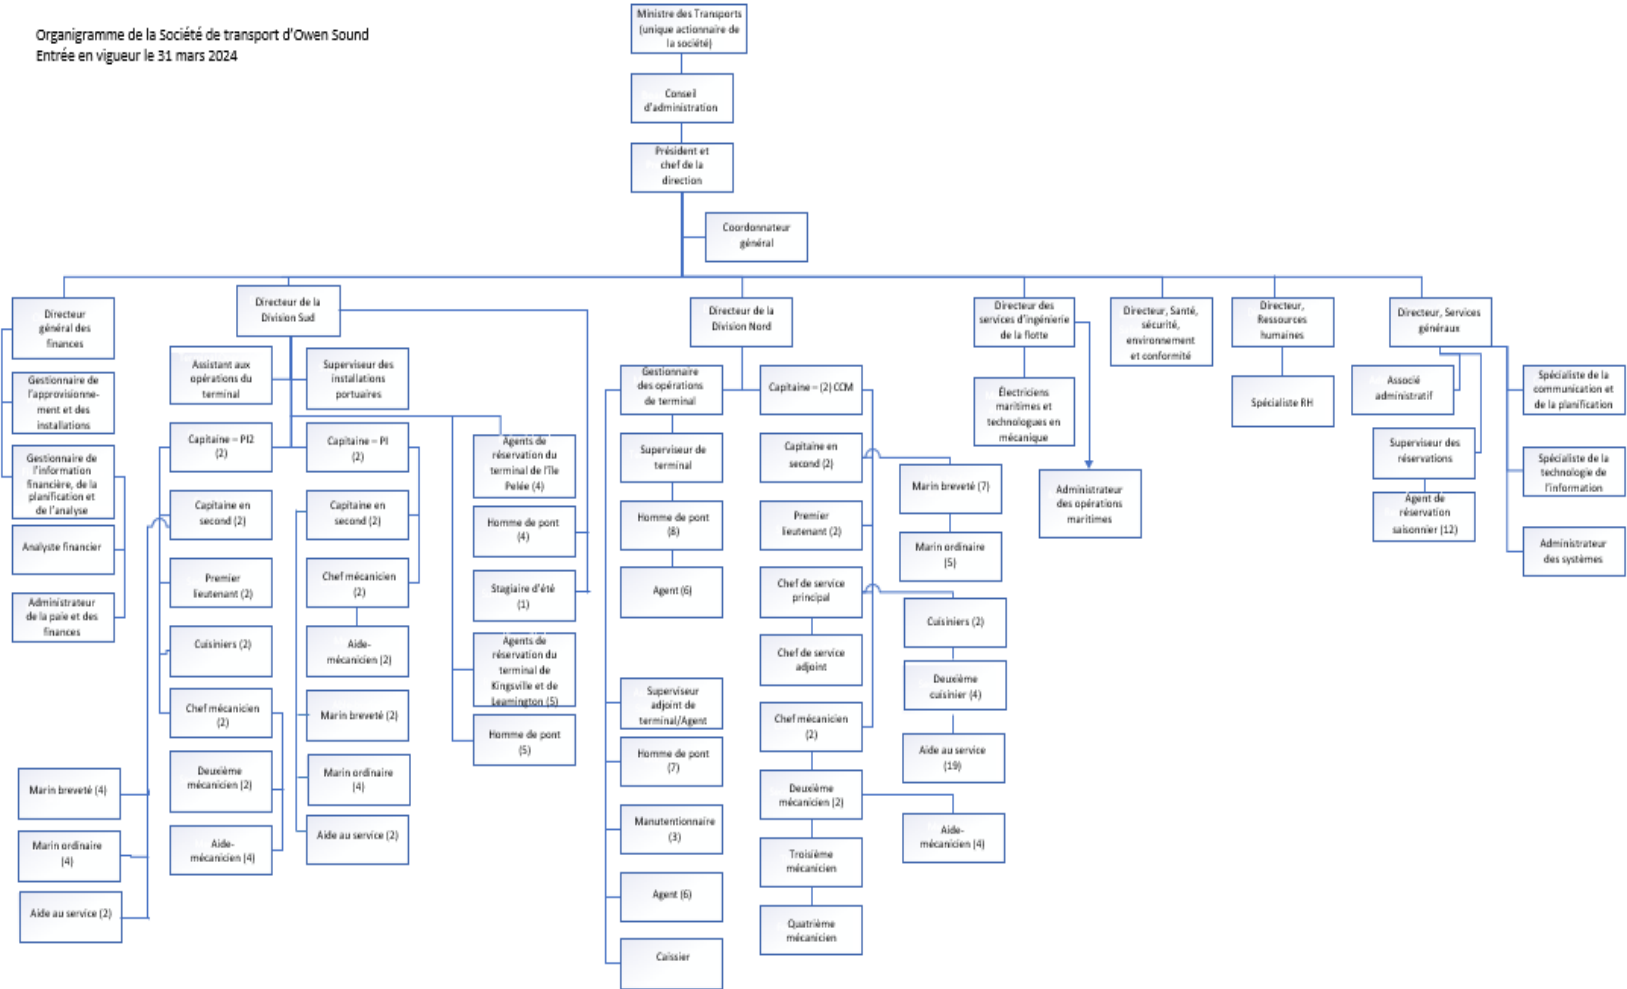 Organigramme de la Société de transport d'Owen Sound
Entrée en vigueur le 31 mars 2024
Ministre des Transports
(unique actionnaire de
la société)
Conseil
d'administration
Président et
chef de la
direction
Coordonnateur
général
Directeur
général des
finances
Gestionnaire de
l'approvisionne-
ment et des
installations
Gestionnaire de
l'information
financière, de la
planification et
de l'analyse
Analyste financier
Administrateur
de la paie et des
finances
Directeur de la
Division Sud
Assistant aux
opérations du
terminal
Superviseur des
installations
portuaires
Capitaine – PI2
(2)
Capitaine en
second (2)
Premier
lieutenant (2)
Cuisiniers (2)
Chef mécanicien
(2)
Deuxième
mécanicien (2)
Aide-
mécanicien (4)
Marin breveté (4)
Marin ordinaire
(4)
Aide au service (2)
Capitaine – PI
(2)
Capitaine en
second (2)
Chef mécanicien
(2)
Aide-
mécanicien (2)
Marin breveté (2)
Marin ordinaire
(4)
Aide au service (2)
Agents de
réservation du
terminal de l'île
Pelée (4)
Homme de pont
(4)
Stagiaire d'été
(1)
Agents de
réservation du
terminal de
Kingsville et de
Leamington (5)
Homme de pont
(5)
Directeur de la
Division Nord
Gestionnaire
des opérations
de terminal
Superviseur de
terminal
Homme de pont
(8)
Agent (6)
Superviseur
adjoint de
terminal/Agent
Homme de pont
(7)
Manutentionnaire
(3)
Agent (6)
Caissier
Capitaine – (2) CCM
Capitaine en
second (2)
Premier
lieutenant (2)
Chef de service
principal
Chef de service
adjoint
Chef mécanicien
(2)
Deuxième
mécanicien (2)
Troisième
mécanicien
Quatrième
mécanicien
Marin breveté (7)
Marin ordinaire
(5)
Cuisiniers (2)
Deuxième
cuisinier (4)
Aide au service
(19)
Aide-
mécanicien (4)
Directeur des
services d'ingénierie
de la flotte
Électriciens
maritimes et
technologues en
mécanique
Administrateur
des opérations
maritimes
Directeur, Santé,
sécurité,
environnement
et conformité
Directeur,
Ressources
humaines
Spécialiste RH
Directeur, Services
généraux
Associé
administratif
Superviseur des
réservations
Agent de
réservation
saisonnier (12)
Spécialiste de la
communication et
de la planification
Spécialiste de la
technologie de
l'information
Administrateur
des systèmes